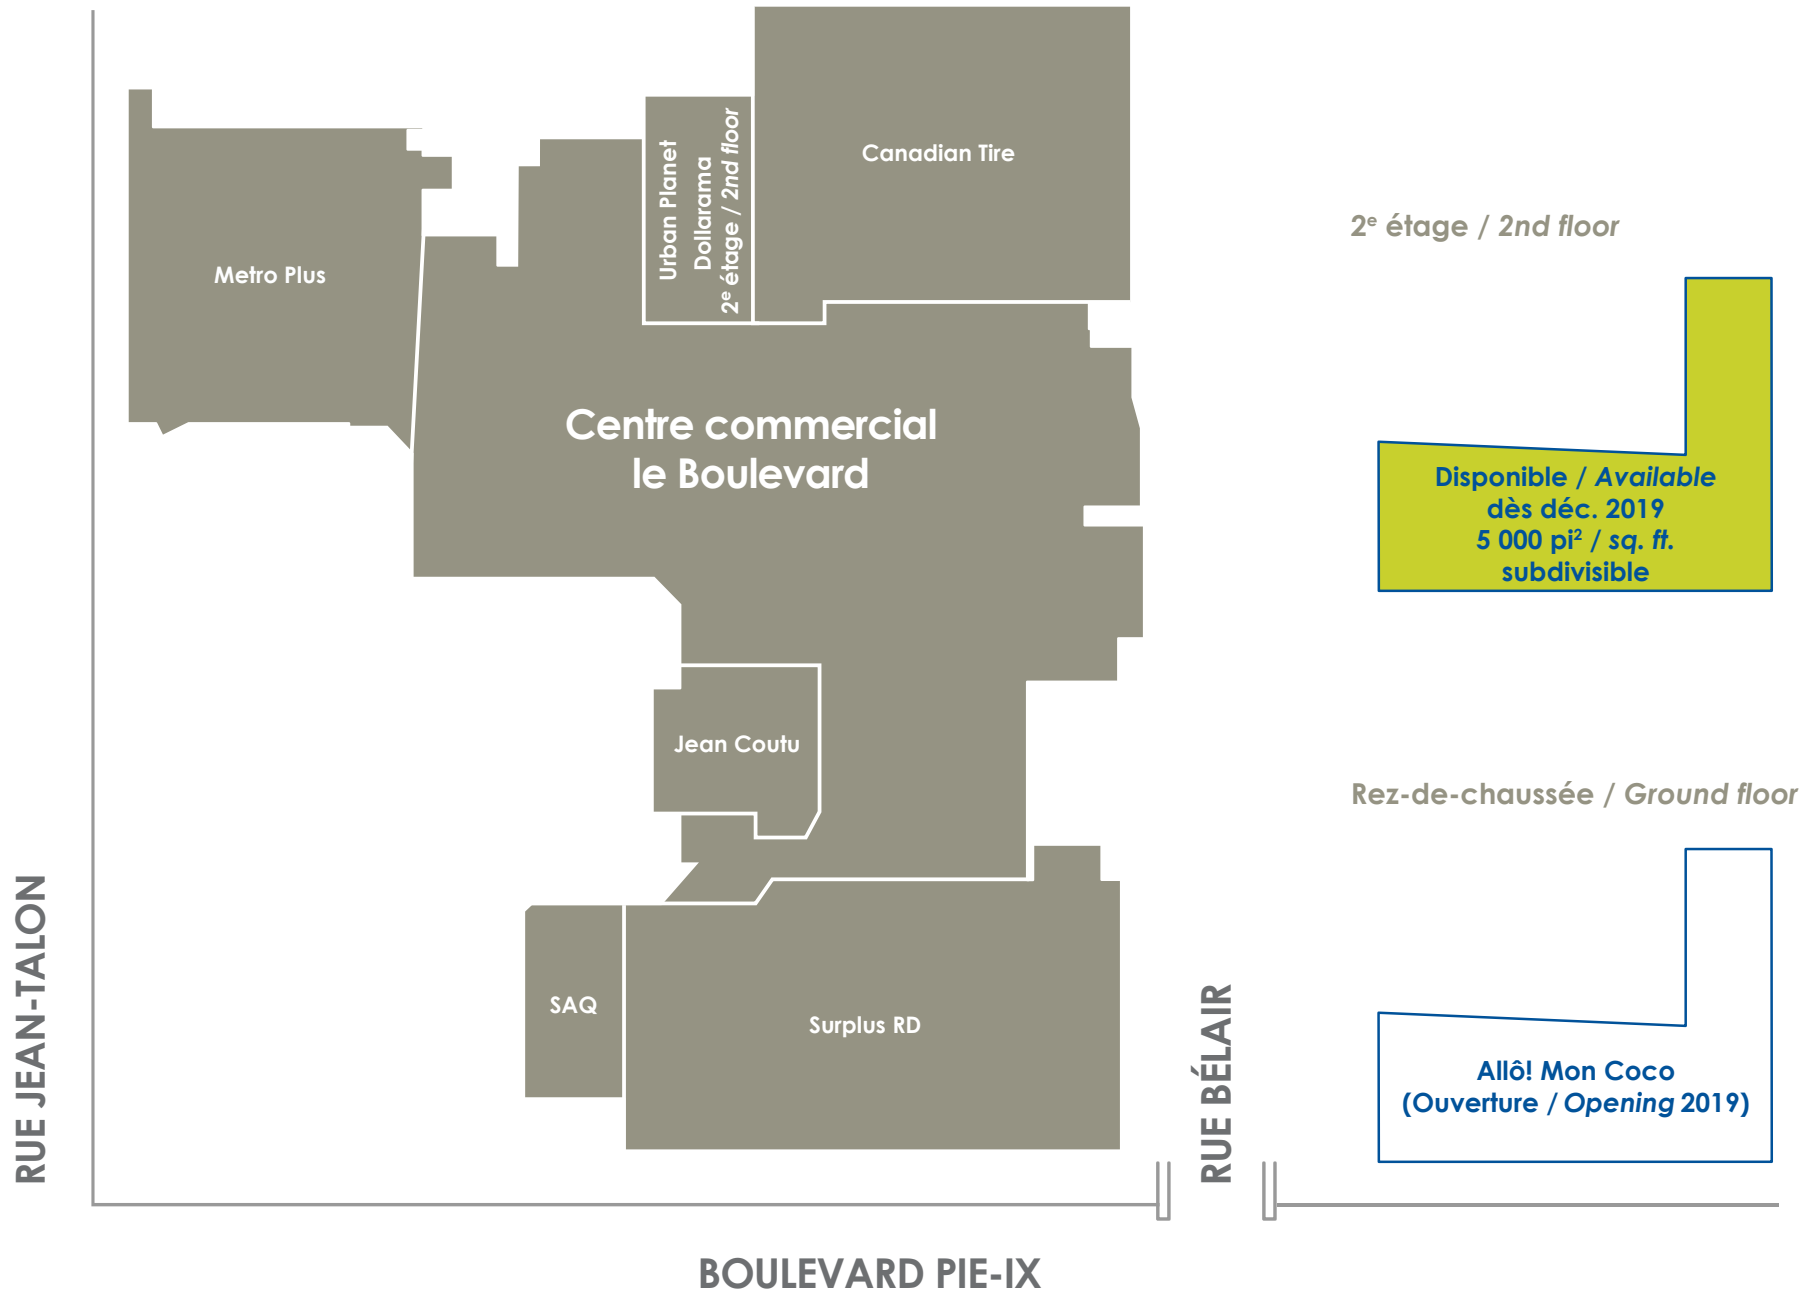 Canadian Tire
Urban Planet
Dollarama
2e étage / 2nd floor
2e étage / 2nd floor
Metro Plus
Centre commercial
le Boulevard
Disponible / Available
dès déc. 2019
5 000 pi² / sq. ft.
subdivisible
Jean Coutu
Rez-de-chaussée / Ground floor
SAQ
Surplus RD
Allô! Mon Coco
(Ouverture / Opening 2019)
RUE JEAN-TALON
RUE BÉLAIR
BOULEVARD PIE-IX